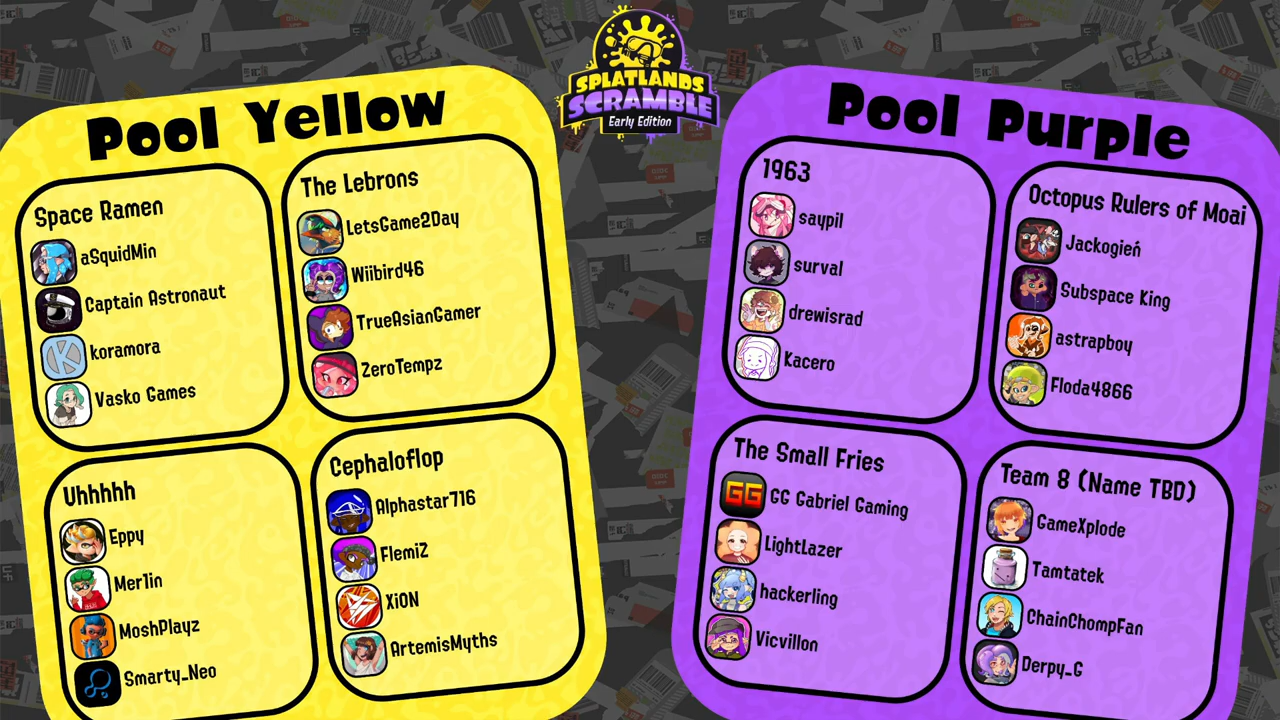 SPLATLANDS
SCRAMBLE
Early Edition
Pool Yellow
Space Ramen
aSquidMin
Captain Astronaut
koramora
Vasko Games
The Lebrons
LetsGame2Day
Wiibird46
TrueAsianGamer
ZeroTempz
Uhhhhh
Eppy
Mer1in
MoshPlayz
Smarty_Neo
Cephaloflop
Alphastar716
FlemiZ
XiON
ArtemisMyths
Pool Purple
1963
saypil
surval
drewisrad
Kacero
Octopus Rulers of Moai
Jackogień
Subspace King
astrapboy
Floda4866
The Small Fries
GG
GG Gabriel Gaming
LightLazer
hackerling
Vicvillon
Team 8 (Name TBD)
GameXplode
Tamtatek
ChainChompFan
Derpy_G